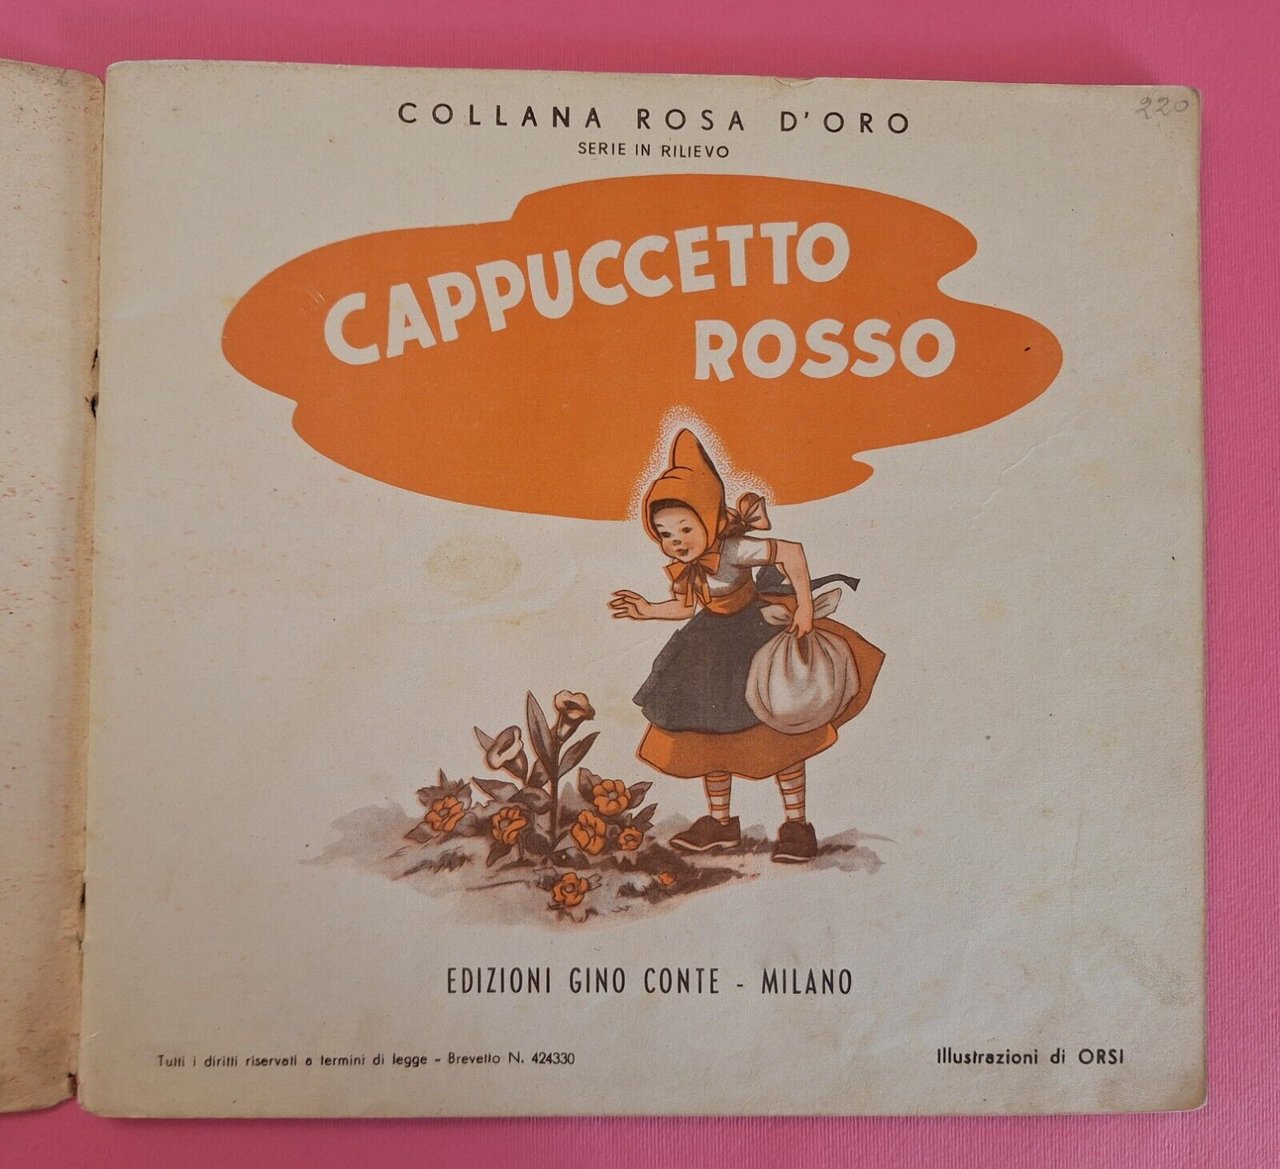 220
COLLANA ROSA D'ORO
SERIE IN RILIEVO
CAPPUCCETTO
ROSSO
EDIZIONI GINO CONTE - MILANO
Tutti i diritti riservati a termini di legge - Brevetto N. 424330
Illustrazioni di ORSI